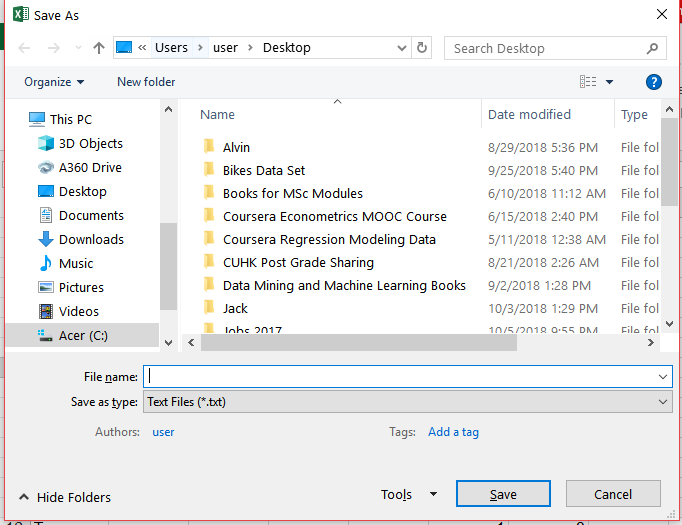 Save As
« Users › user › Desktop
Search Desktop
Organize
New folder
?
This PC
3D Objects
A360 Drive
Desktop
Documents
Downloads
Music
Pictures
Videos
Acer (C:)
Name Date modified Type
Alvin 8/29/2018 5:36 PM File fol
Bikes Data Set 9/25/2018 5:40 PM File fol
Books for MSc Modules 6/10/2018 11:12 AM File fol
Coursera Econometrics MOOC Course 6/15/2018 2:40 PM File fol
Coursera Regression Modeling Data 5/11/2018 12:38 AM File fol
CUHK Post Grade Sharing 8/21/2018 2:26 AM File fol
Data Mining and Machine Learning Books 9/2/2018 1:28 PM File fol
Jack 10/3/2018 1:29 PM File fol
Jobs 2017 10/5/2018 9:55 PM File fol
File name:
Save as type: Text Files (*.txt)
Authors: user Tags: Add a tag
Hide Folders
Tools
Save
Cancel